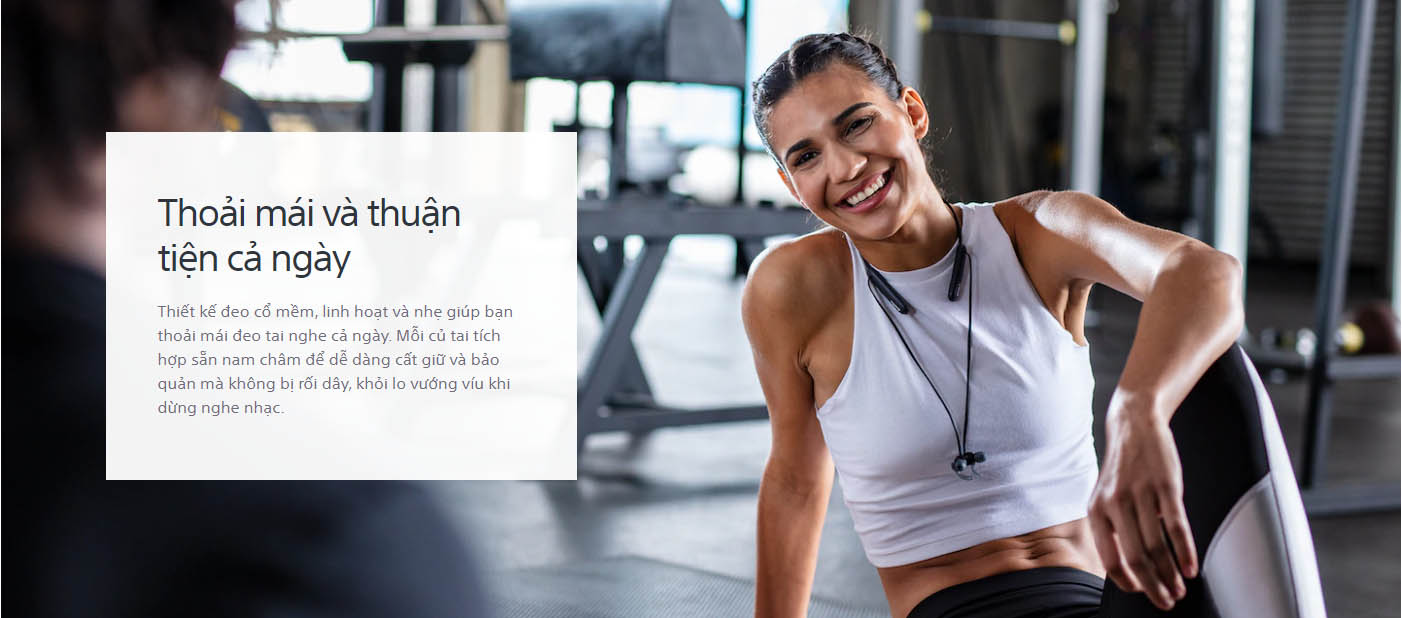 Thoải mái và thuận
tiện cả ngày
Thiết kế đeo cổ mềm, linh hoạt và nhẹ giúp bạn
thoải mái đeo tai nghe cả ngày. Mỗi củ tai tích
hợp sẵn nam châm để dễ dàng cất giữ và bảo
quản mà không bị rối dây, khỏi lo vướng víu khi
dừng nghe nhạc.